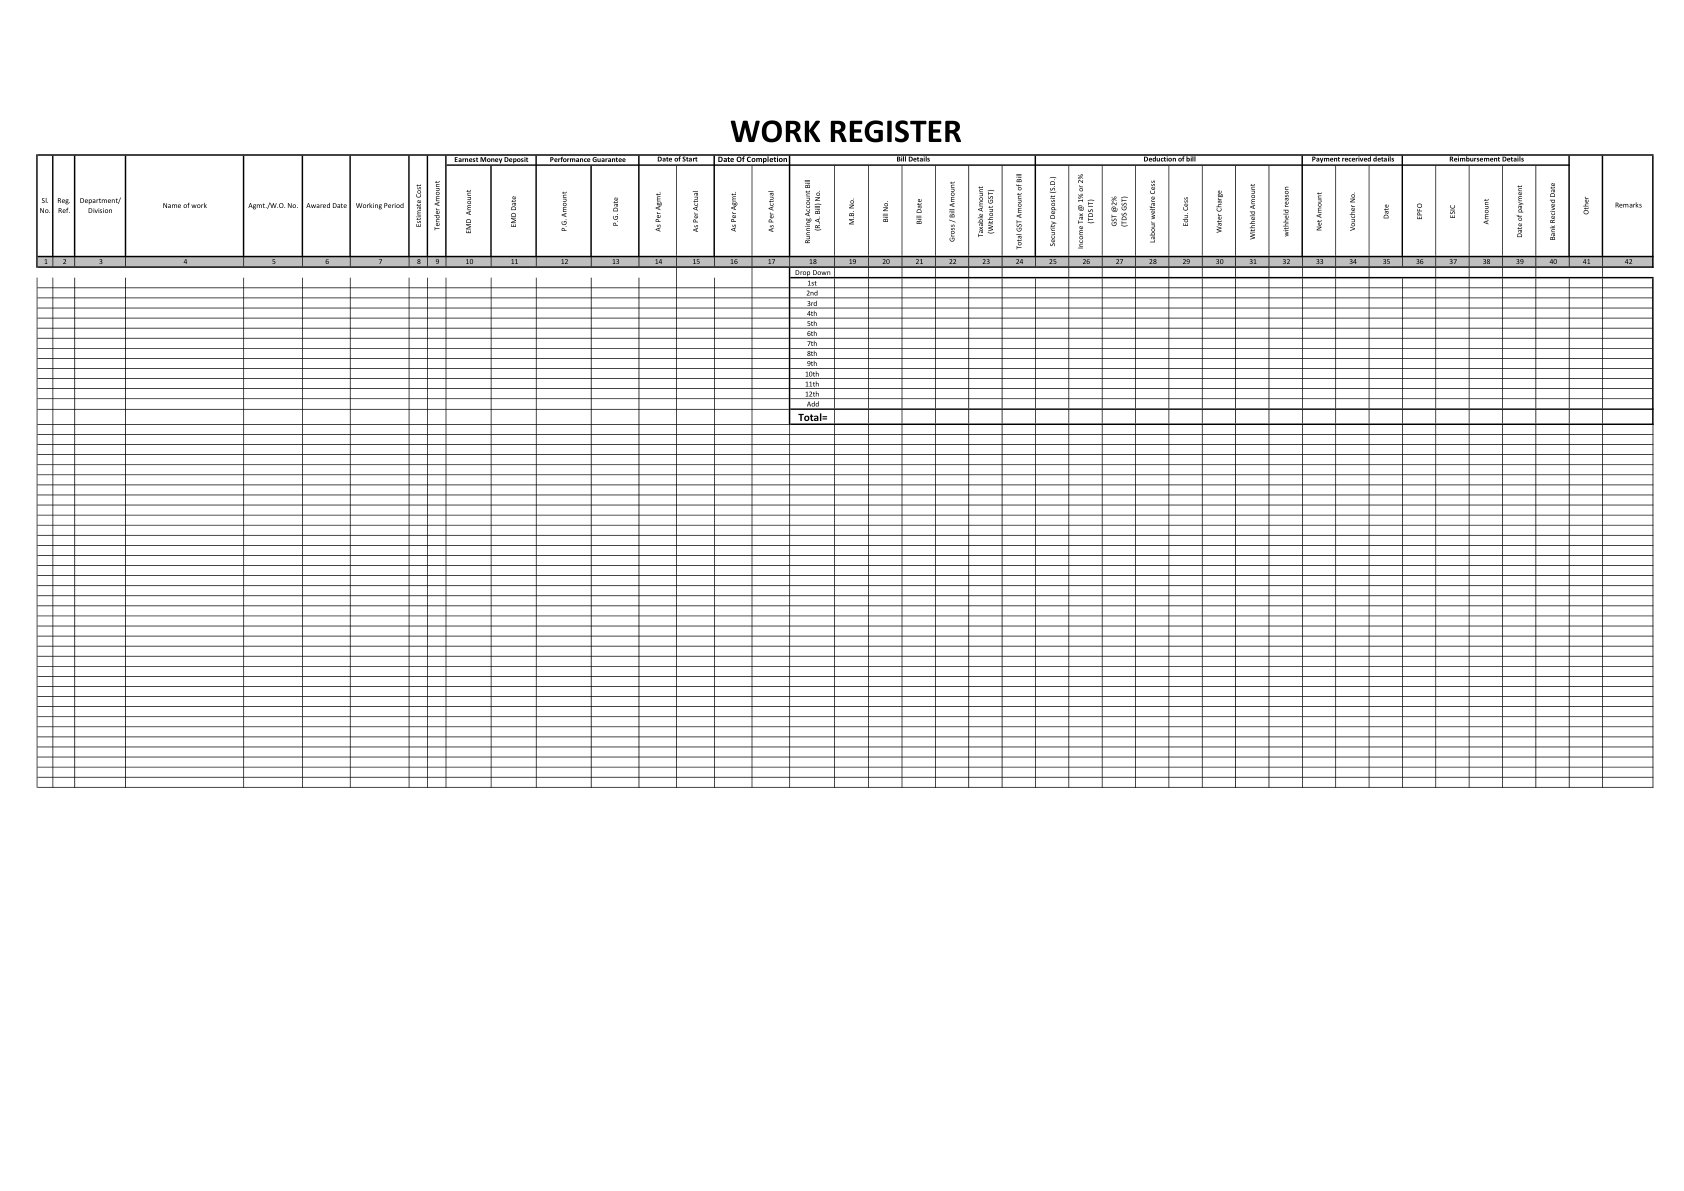 WORK REGISTER
Earnest Money Deposit
Performance Guarantee
Date of Start
Date Of Completion
Bill Details
Deduction of bill
Payment recerived details
Reimbursement Details
Sl.
No.
Reg.
Ref.
Department/
Division
Name of work
Agmt./W.O. No.
Awared Date
Working Period
Estimate Cost
Tender Amount
EMD Amount
EMD Date
P.G. Amount
P.G. Date
As Per Agmt.
As Per Actual
As Per Agmt.
As Per Actual
Running Account Bill
(R.A. Bill) No.
M.B. No.
Bill No.
Bill Date
Gross / Bill Amount
Taxable Amount
(Without GST)
Total GST Amount of Bill
Security Deposit (S.D.)
Income Tax @ 1% or 2%
(TDS IT)
GST @2%
(TDS GST)
Labour welfare Cess
Edu. Cess
Water Charge
Withheld Amount
withheld reason
Net Amount
Voucher No.
Date
EPFO
ESIC
Amount
Date of payment
Bank Recived Date
Other
Remarks
1 2 3 4 5 6 7 8 9 10 11 12 13 14 15 16 17 18 19 20 21 22 23 24 25 26 27 28 29 30 31 32 33 34 35 36 37 38 39 40 41 42
Drop Down
1st
2nd
3rd
4th
5th
6th
7th
8th
9th
10th
11th
12th
Add
Total=